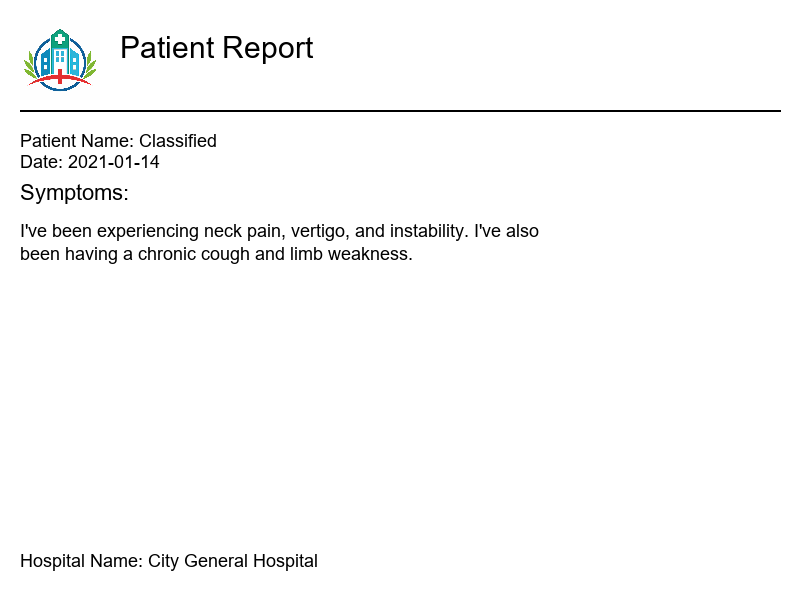 Patient Report
Patient Name: Classified
Date: 2021-01-14
Symptoms:
I've been experiencing neck pain, vertigo, and instability. I've also
been having a chronic cough and limb weakness.
Hospital Name: City General Hospital